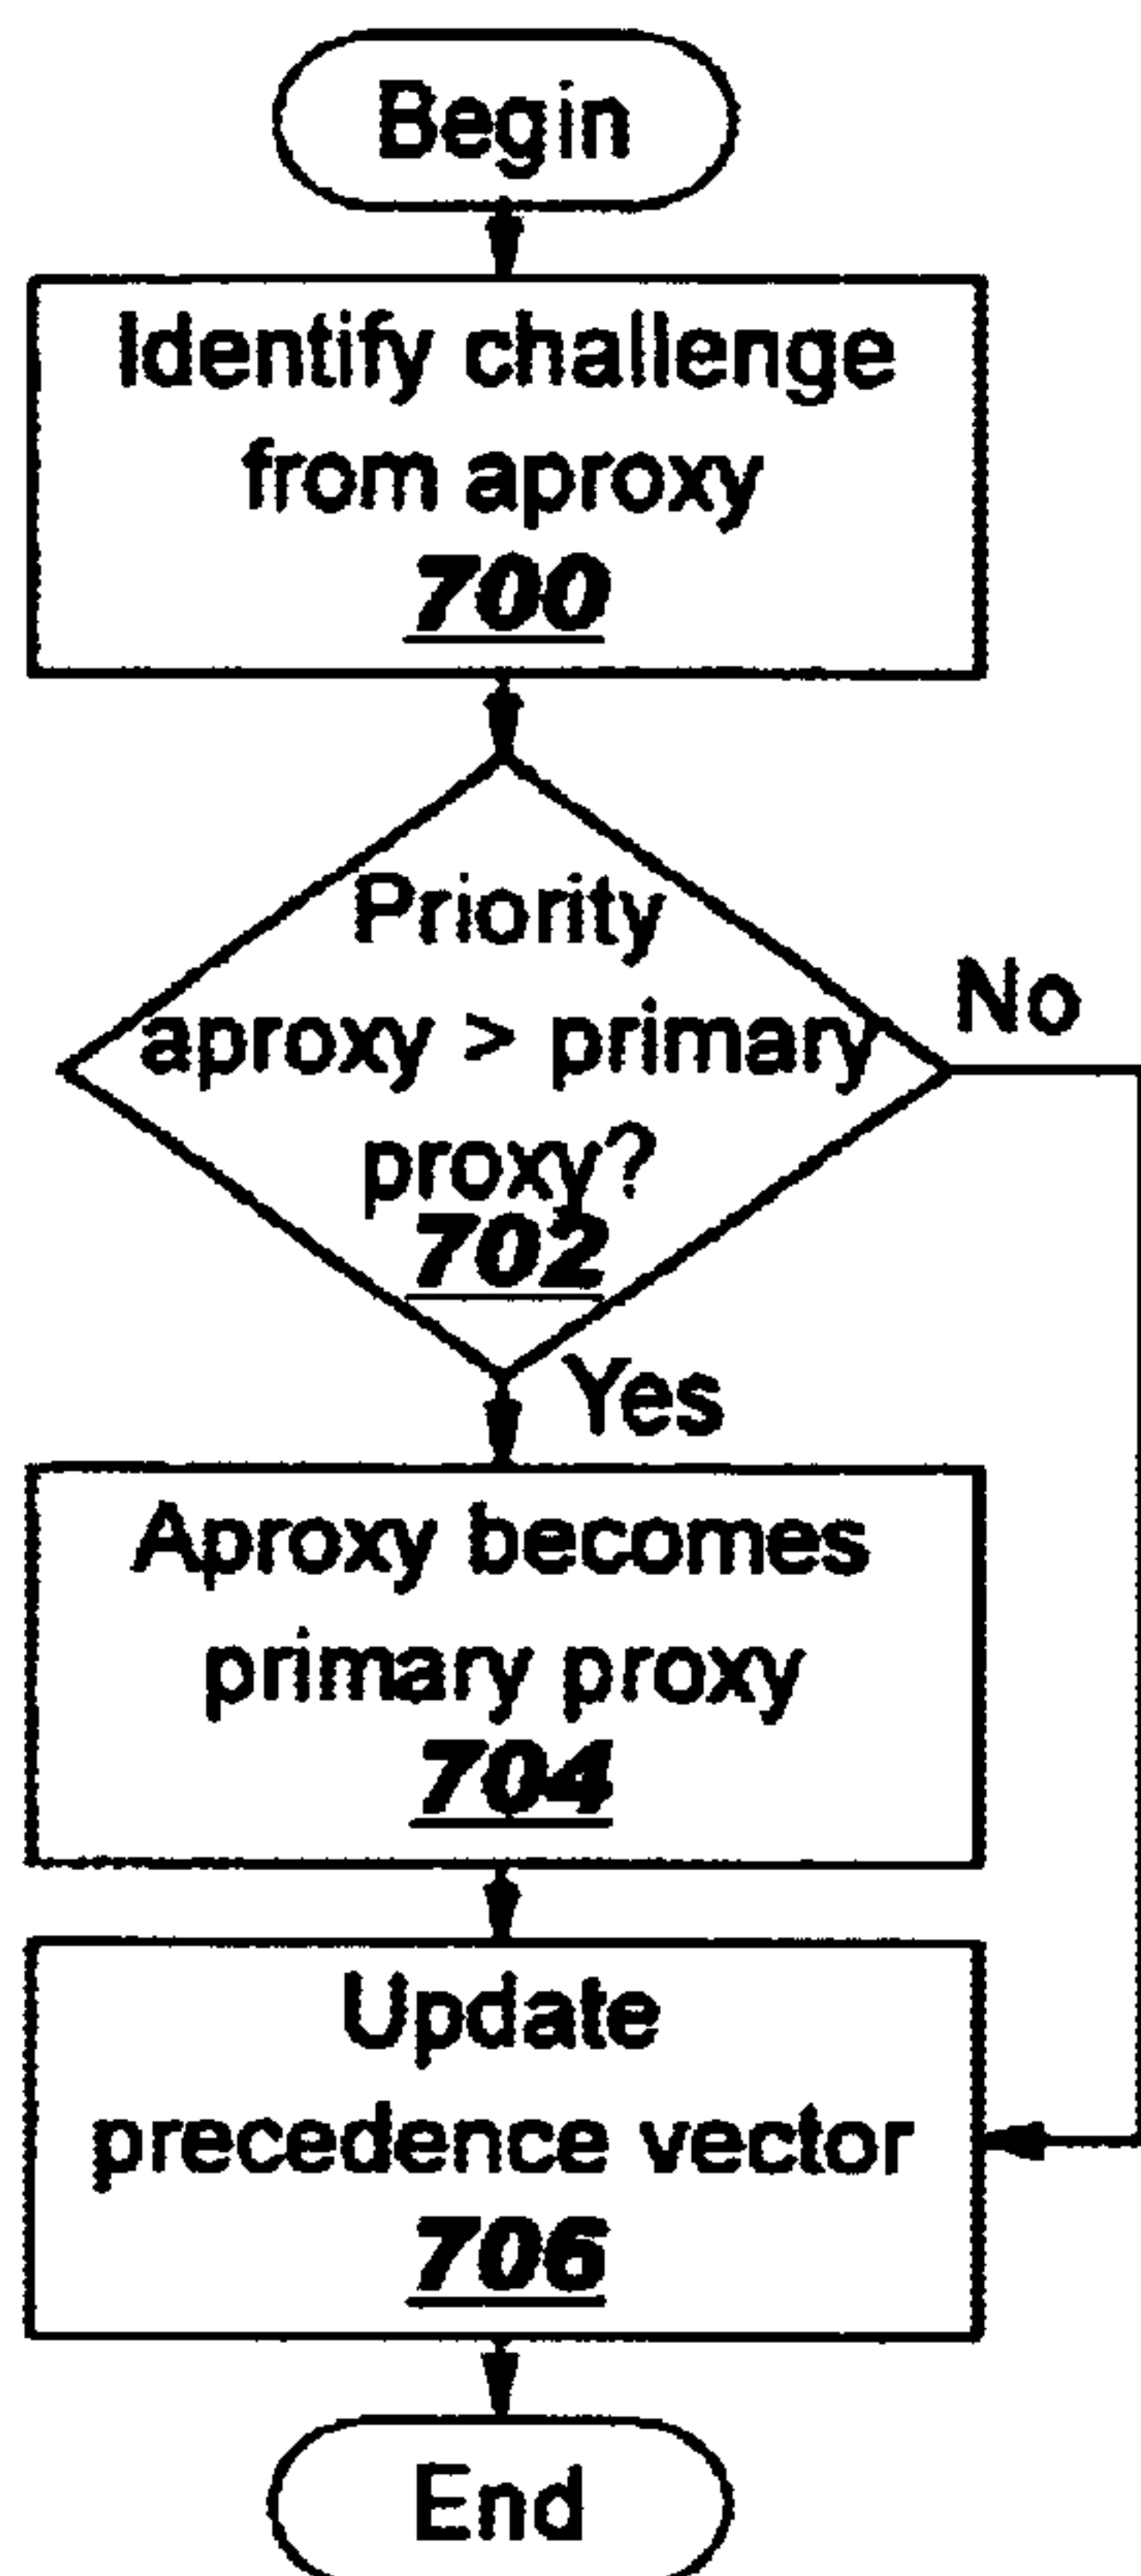 Begin
Identify challenge
from aproxy
700
Priority
aproxy > primary
proxy?
702
No
Yes
Aproxy becomes
primary proxy
704
Update
precedence vector
706
End